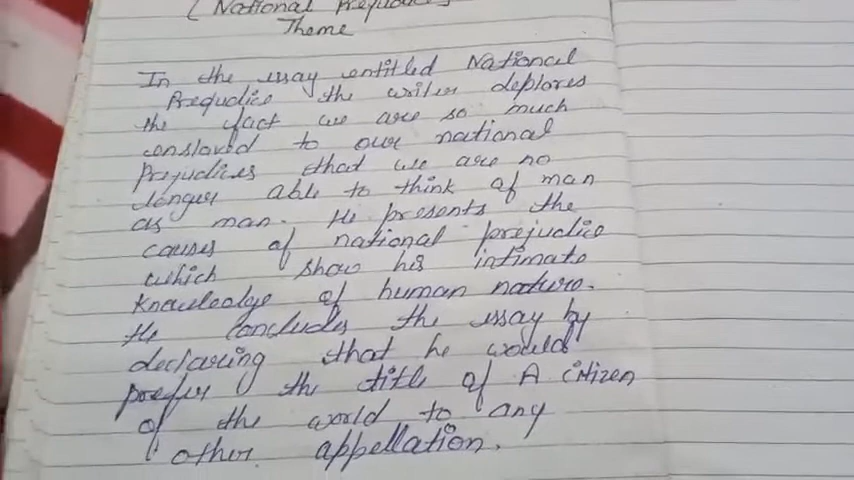 ( National Prejudices
Theme
In the essay entitled National
Prequdice the writer deplores
the fact we are so much
enslaved to our national
Prejudices that we are no
longer able to think of man
as man. He presents the
causes of national prejudice
which show his intimate
knowledge of human nature.
He concludes the essay by
declaring that he would
prefer the title of A citizen
of the world to any
other appellation.